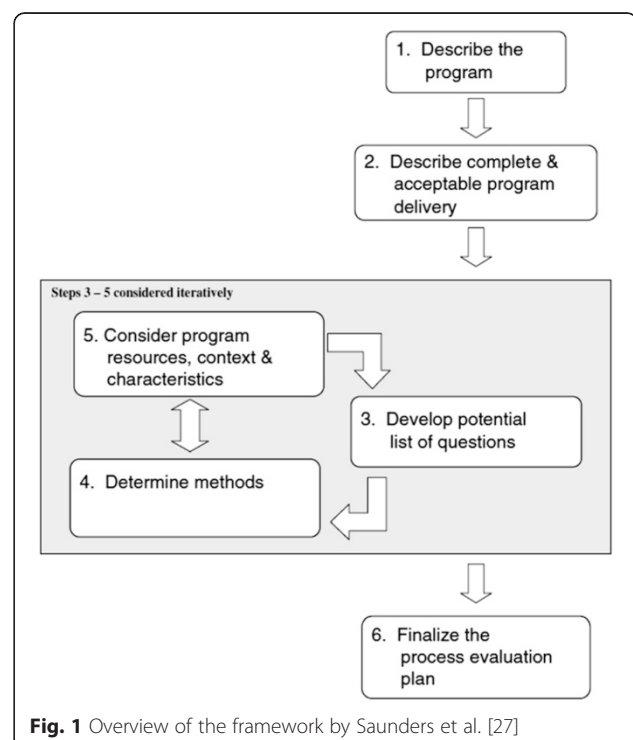 1. Describe the
program
2. Describe complete &
acceptable program
delivery
Steps 3 – 5 considered iteratively
5. Consider program
resources, context &
characteristics
3. Develop potential
list of questions
4. Determine methods
6. Finalize the
process evaluation
plan
Fig. 1 Overview of the framework by Saunders et al. [27]